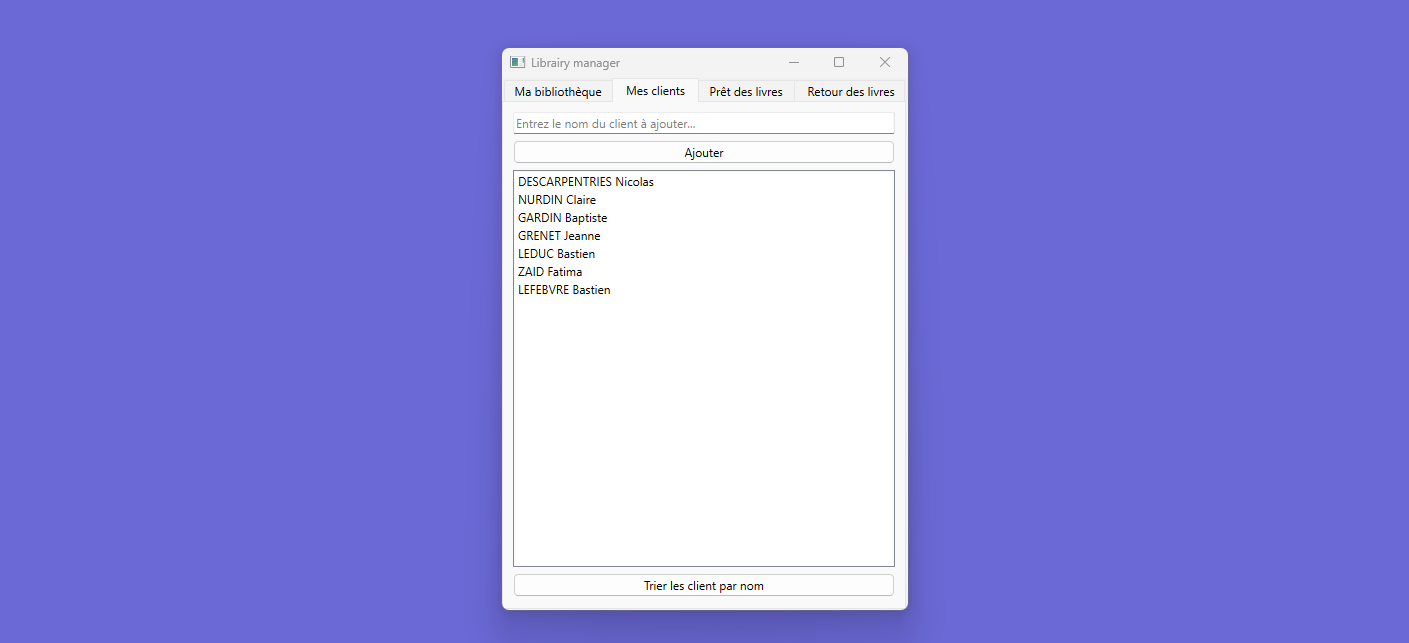 Librairy manager
Ma bibliothèque Mes clients Prêt des livres Retour des livres
Entrez le nom du client à ajouter...
Ajouter
DESCARPENTRIES Nicolas
NURDIN Claire
GARDIN Baptiste
GRENET Jeanne
LEDUC Bastien
ZAID Fatima
LEFEBVRE Bastien
Trier les client par nom